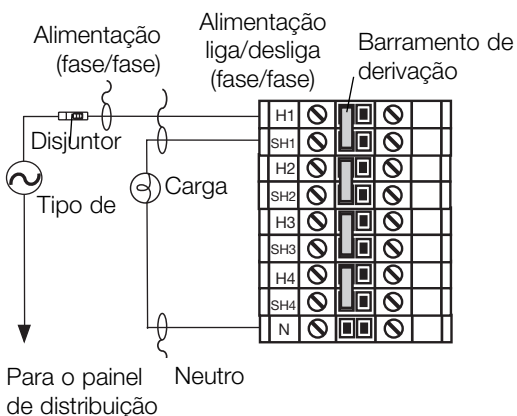 Alimentação
(fase/fase)
Alimentação
liga/desliga
(fase/fase)
Barramento de
derivação
Disjuntor
Tipo de
Carga
H1
SH1
H2
SH2
H3
SH3
H4
SH4
N
Para o painel
de distribuição
Neutro